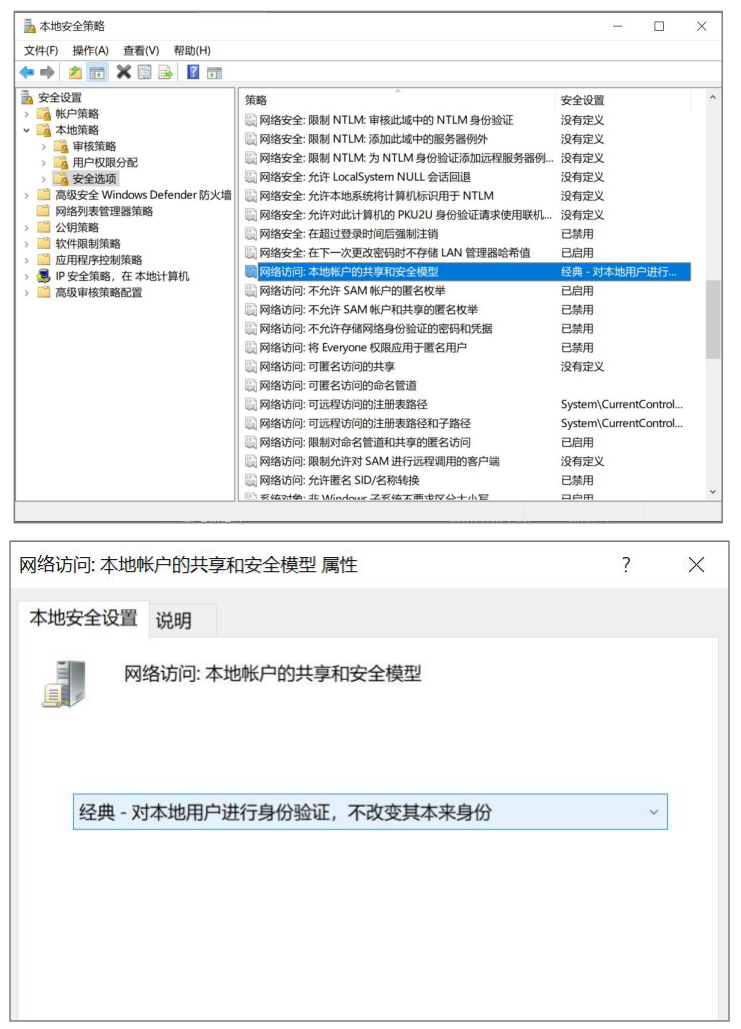 本地安全策略
文件(F) 操作(A) 查看(V) 帮助(H)
安全设置
帐户策略
本地策略
审核策略
用户权限分配
安全选项
高级安全 Windows Defender 防火墙
网络列表管理器策略
公钥策略
软件限制策略
应用程序控制策略
IP 安全策略，在 本地计算机
高级审核策略配置
策略 安全设置
网络安全: 限制 NTLM: 审核此域中的 NTLM 身份验证 没有定义
网络安全: 限制 NTLM: 添加此域中的服务器例外 没有定义
网络安全: 限制 NTLM: 为 NTLM 身份验证添加远程服务器例... 没有定义
网络安全: 允许 LocalSystem NULL 会话回退 没有定义
网络安全: 允许本地系统将计算机标识用于 NTLM 没有定义
网络安全: 允许对此计算机的 PKU2U 身份验证请求使用联机... 没有定义
网络安全: 在超过登录时间后强制注销 已禁用
网络安全: 在下一次更改密码时不存储 LAN 管理器哈希值 已启用
网络访问: 本地帐户的共享和安全模型 经典 - 对本地用户进行...
网络访问: 不允许 SAM 帐户的匿名枚举 已启用
网络访问: 不允许 SAM 帐户和共享的匿名枚举 已禁用
网络访问: 不允许存储网络身份验证的密码和凭据 已禁用
网络访问: 将 Everyone 权限应用于匿名用户 已禁用
网络访问: 可匿名访问的共享 没有定义
网络访问: 可匿名访问的命名管道
网络访问: 可远程访问的注册表路径 System\CurrentControl...
网络访问: 可远程访问的注册表路径和子路径 System\CurrentControl...
网络访问: 限制对命名管道和共享的匿名访问 已启用
网络访问: 限制允许对 SAM 进行远程调用的客户端 没有定义
网络访问: 允许匿名 SID/名称转换 已禁用
系统对象: 非 Windows 子系统不要求区分大小写 已启用
网络访问: 本地帐户的共享和安全模型 属性
本地安全设置 说明
网络访问: 本地帐户的共享和安全模型
经典 - 对本地用户进行身份验证，不改变其本来身份